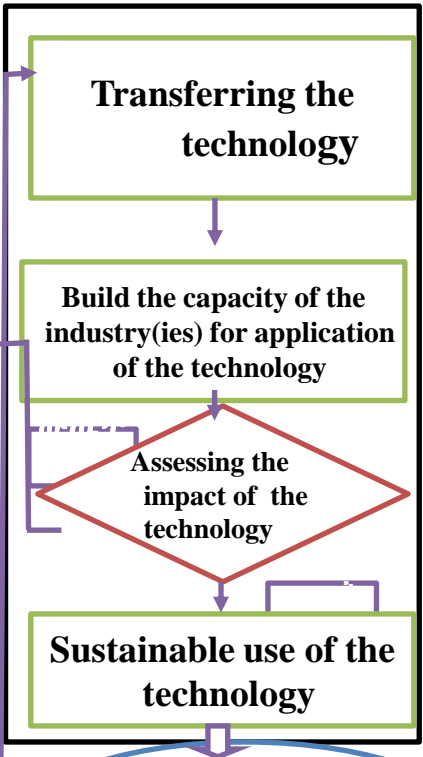 Transferring the
technology
Build the capacity of the
industry(ies) for application
of the technology
Assessing the
impact of the
technology
Sustainable use of the
technology